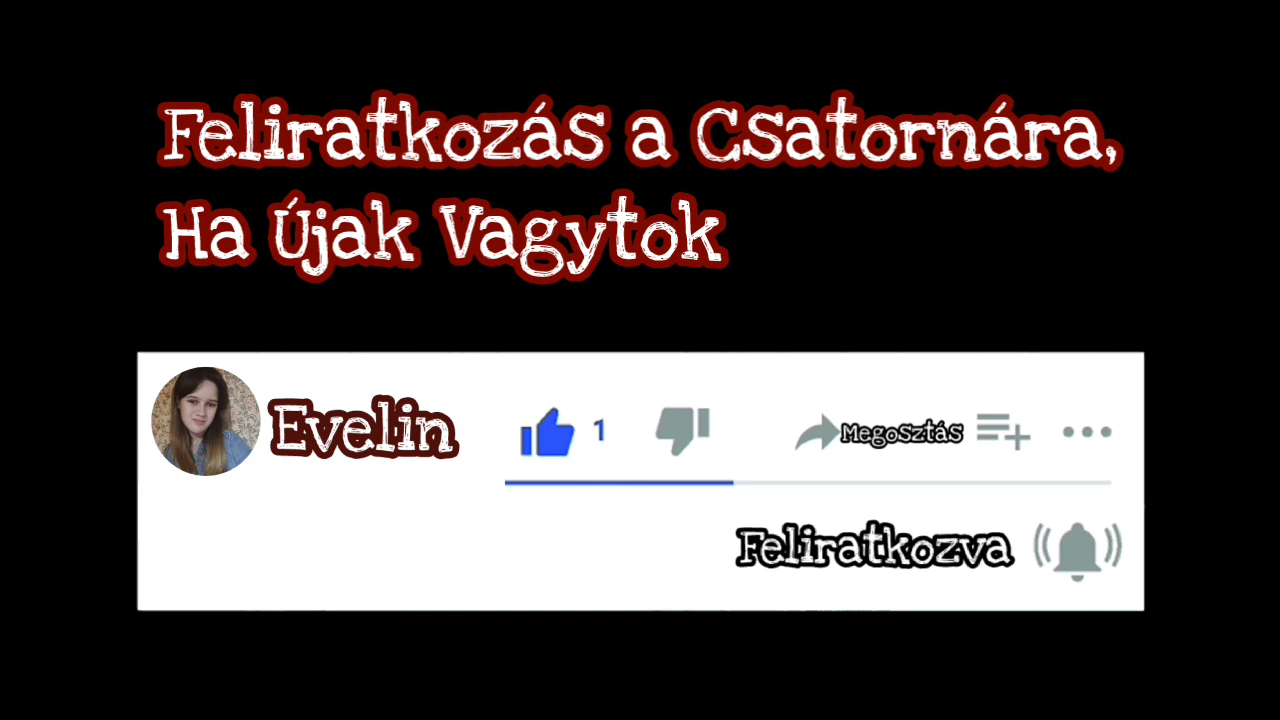 Feliratkozás a Csatornára,
Ha Újak Vagytok
Evelin
1
Megosztás
Feliratkozva